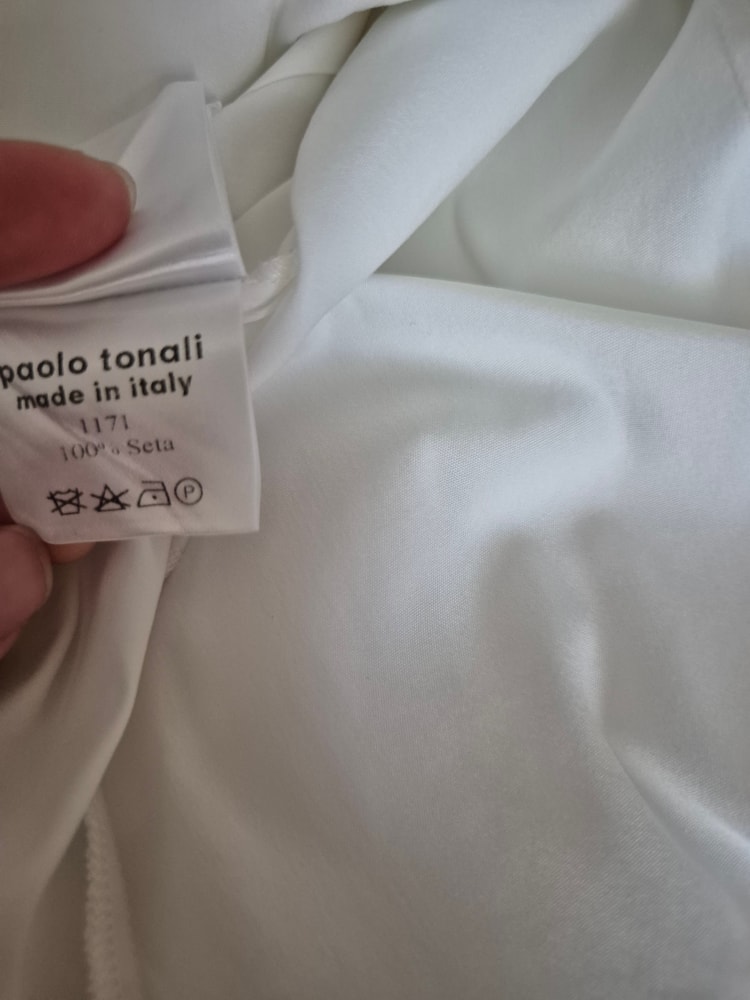 paolo tonali
made in italy
1171
100% Seta
P